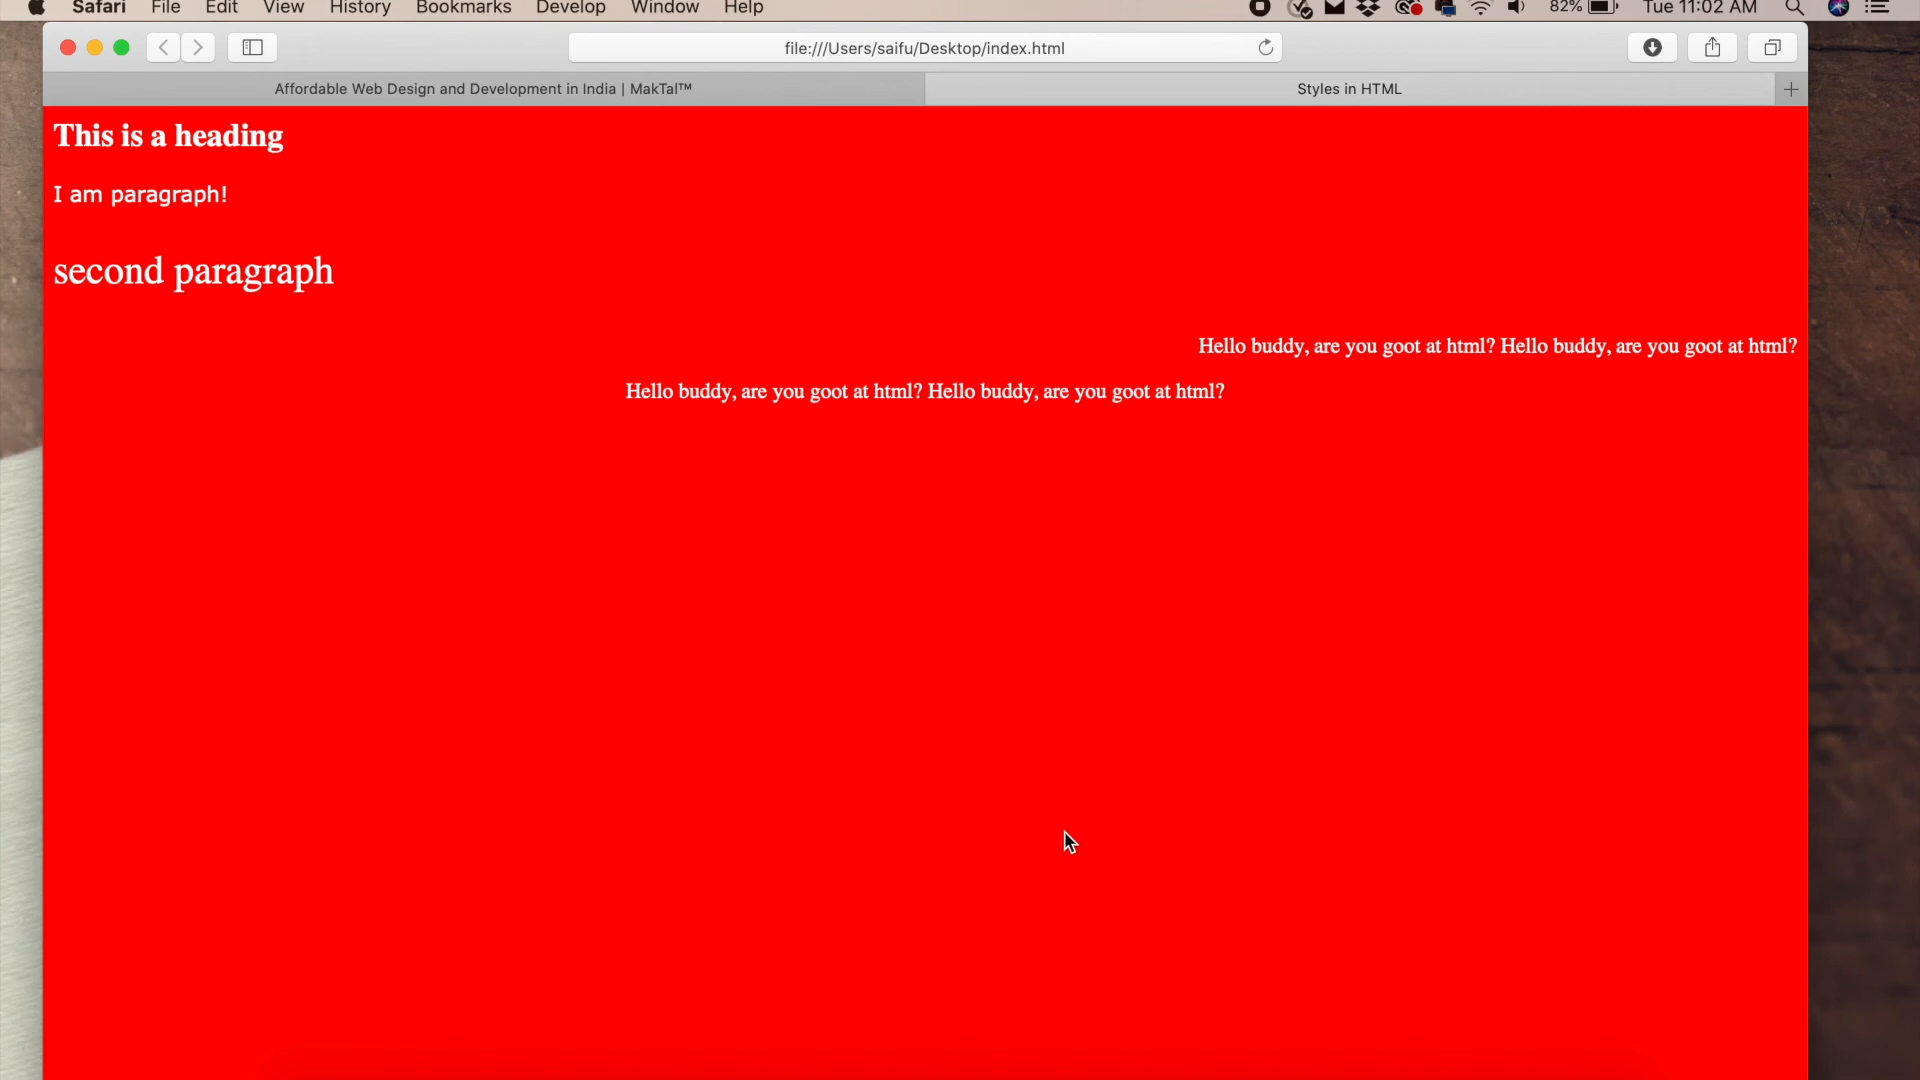 Safari File Edit View History Bookmarks Develop Window Help 82% Tue 11:02 AM
file:///Users/saifu/Desktop/index.html
Affordable Web Design and Development in India | MakTal™ Styles in HTML
This is a heading
I am paragraph!
second paragraph
Hello buddy, are you goot at html? Hello buddy, are you goot at html?
Hello buddy, are you goot at html? Hello buddy, are you goot at html?